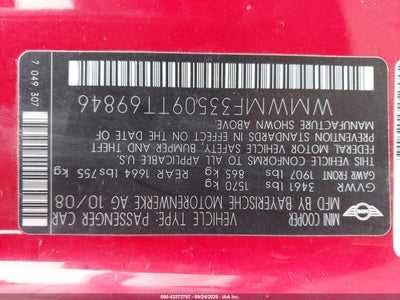 MFD BY BAYERISCHE MOTORENWERKE AG 10/08
GVWR 3461 lbs 1570 kg
GAWR FRONT 1907 lbs 865 kg
REAR 1664 lbs 755 kg
THIS VEHICLE CONFORMS TO ALL APPLICABLE U.S.
FEDERAL MOTOR VEHICLE SAFETY, BUMPER AND THEFT
PREVENTION STANDARDS IN EFFECT ON THE DATE OF
MANUFACTURE SHOWN ABOVE.
WMWMF33509TT69846
VEHICLE TYPE: PASSENGER CAR
MINI COOPER
MINI
7 049 307
000-43272787 - 09/24/2025 - IAAI.COM